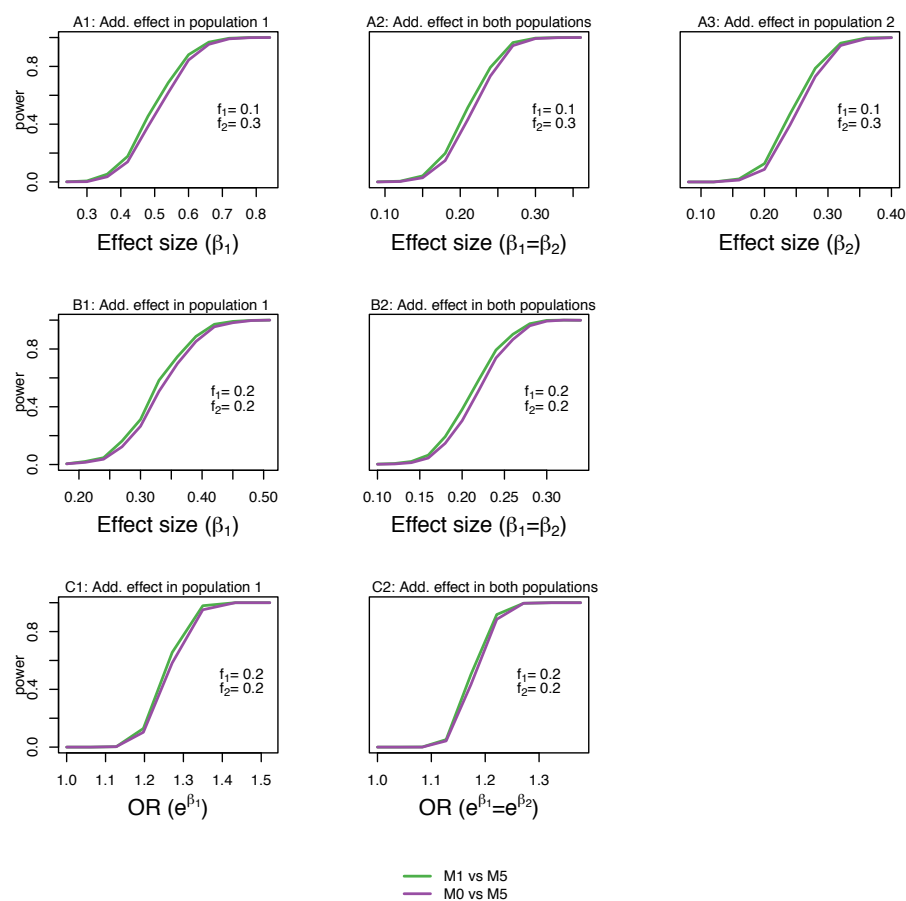 A1: Add. effect in population 1
A2: Add. effect in both populations
A3: Add. effect in population 2
power
0.0 0.4 0.8
f₁= 0.1
f₂= 0.3
f₁= 0.1
f₂= 0.3
f₁= 0.1
f₂= 0.3
0.3 0.4 0.5 0.6 0.7 0.8
0.10 0.20 0.30
0.10 0.20 0.30 0.40
Effect size (β₁)
Effect size (β₁=β₂)
Effect size (β₂)
B1: Add. effect in population 1
B2: Add. effect in both populations
power
0.0 0.4 0.8
f₁= 0.2
f₂= 0.2
f₁= 0.2
f₂= 0.2
0.20 0.30 0.40 0.50
0.10 0.15 0.20 0.25 0.30
Effect size (β₁)
Effect size (β₁=β₂)
C1: Add. effect in population 1
C2: Add. effect in both populations
power
0.0 0.4 0.8
f₁= 0.2
f₂= 0.2
f₁= 0.2
f₂= 0.2
1.0 1.1 1.2 1.3 1.4 1.5
1.0 1.1 1.2 1.3
OR (e^β₁)
OR (e^β₁=e^β₂)
M1 vs M5
M0 vs M5